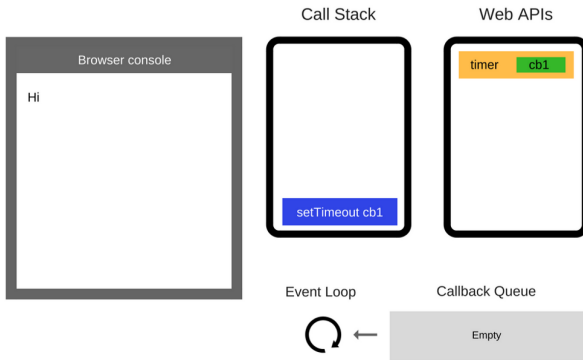 Call Stack
Web APIs
Browser console
Hi
timer
cb1
setTimeout cb1
Event Loop
Callback Queue
Empty